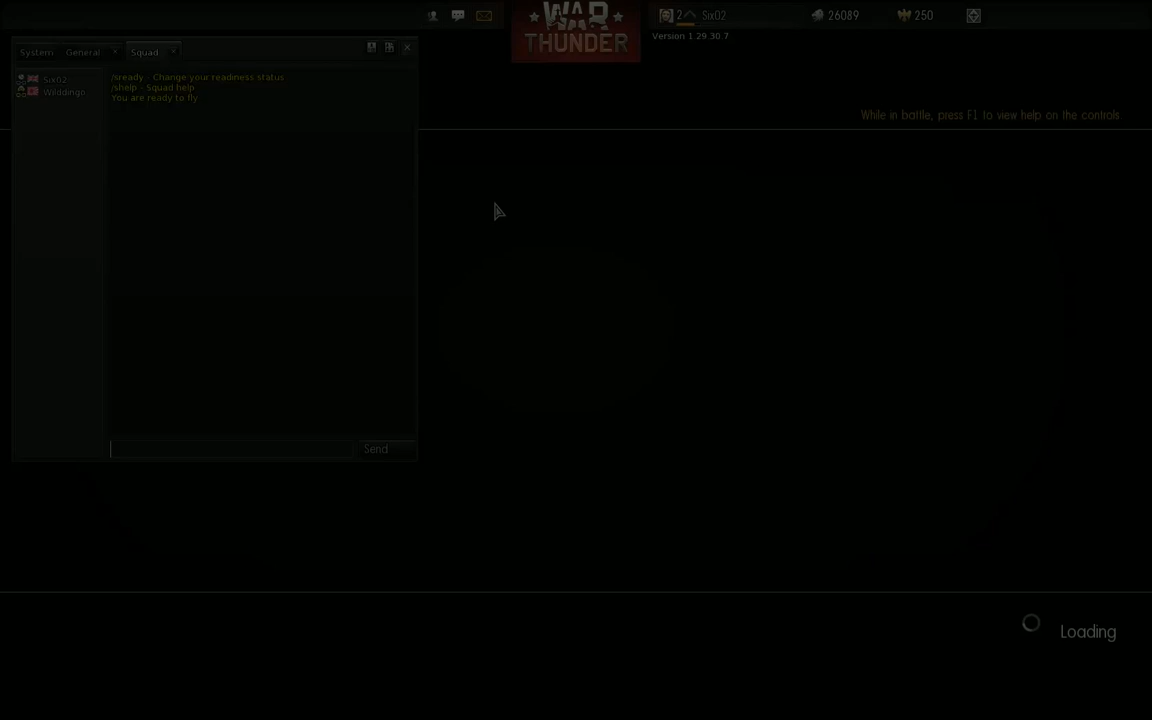 WAR
THUNDER
2 Six02
26089
250
Version 1.29.30.7
System
General x
Squad x
Six02
Wilddingo
/sready - Change your readiness status
/shelp - Squad help
You are ready to fly
While in battle, press F1 to view help on the controls
Send
Loading